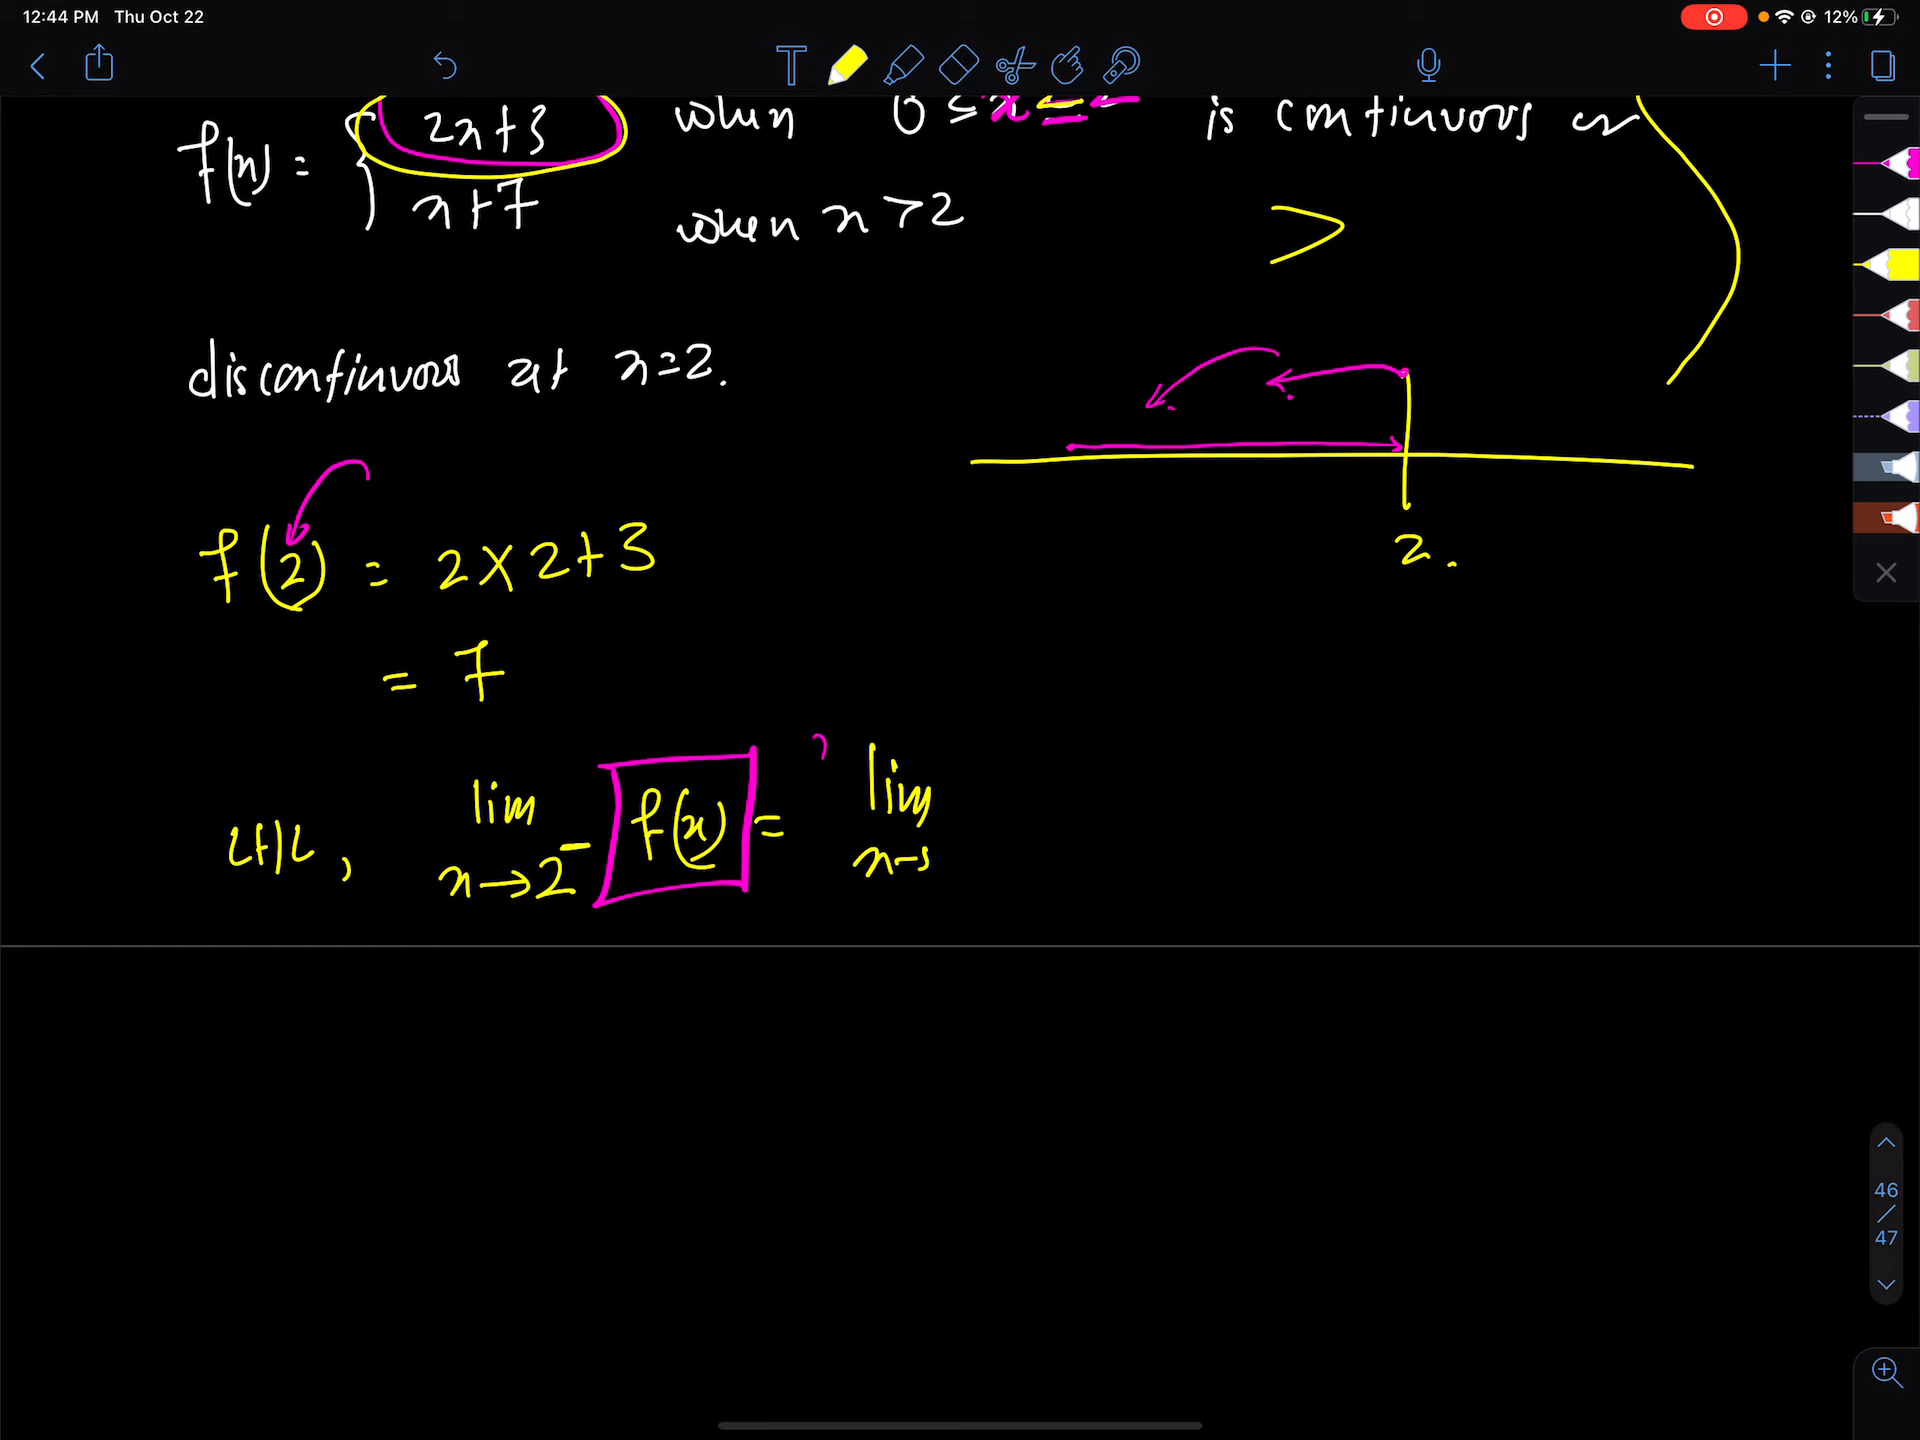 12:44 PM Thu Oct 22 12%
f(x) = { 2x+3 when 0 ≤ x ≤ 2 is continuous or
x+7 when x > 2
>
discontinuous at x=2.
f(2) = 2 x 2 + 3
2.
= 7
LHL, lim x→2⁻ f(x) = lim x→
46
/
47